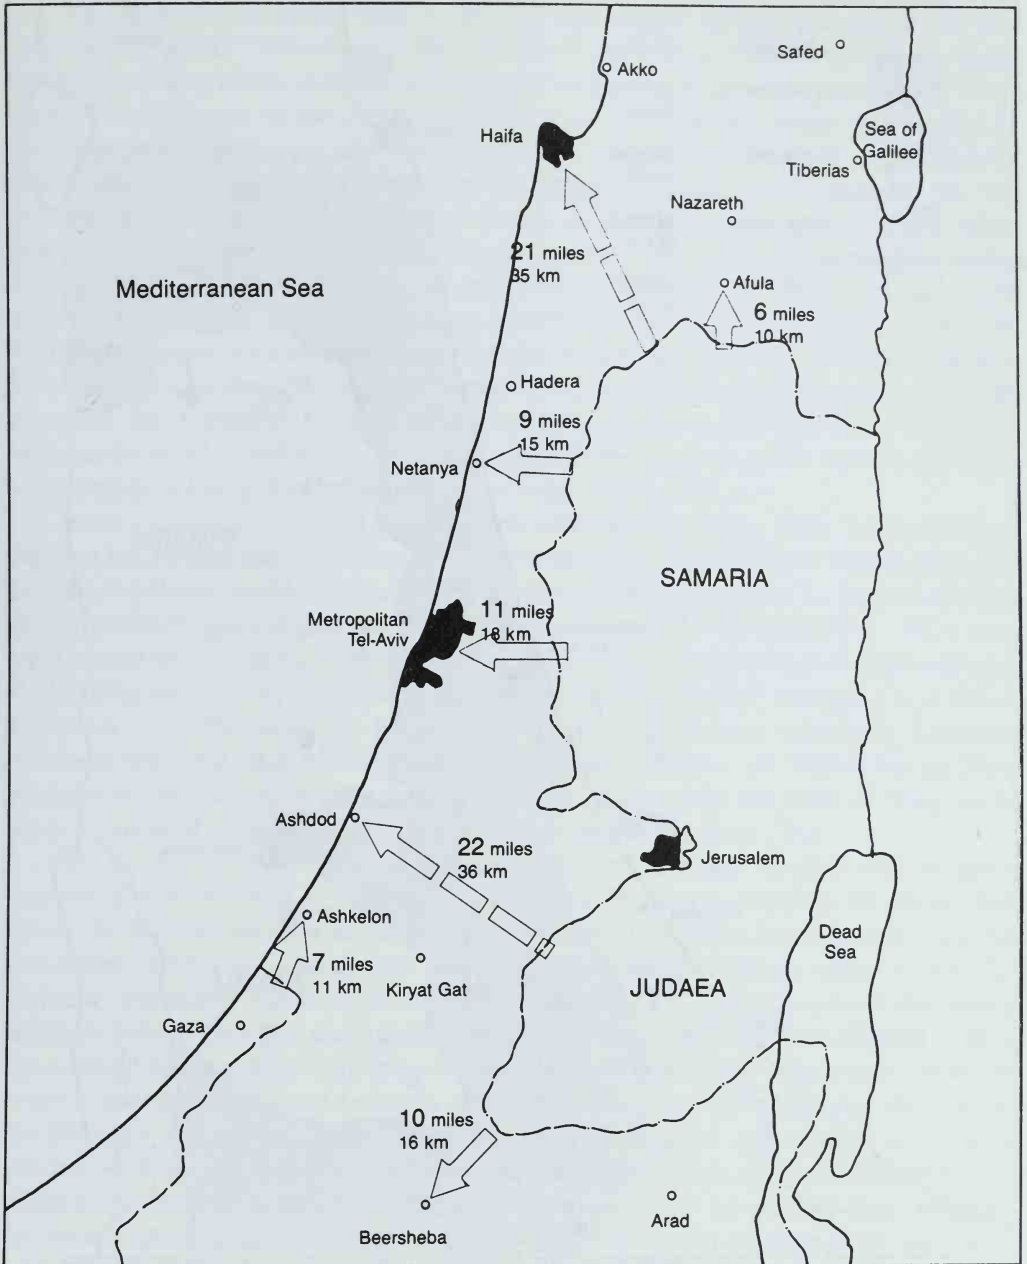 Safed
Akko
Haifa
Sea of
Galilee
Tiberias
Nazareth
21 miles
35 km
Mediterranean Sea
Afula
6 miles
10 km
Hadera
9 miles
15 km
Netanya
SAMARIA
Metropolitan
Tel-Aviv
11 miles
18 km
Ashdod
22 miles
36 km
Jerusalem
Ashkelon
Dead
Sea
7 miles
11 km
Kiryat Gat
JUDAEA
Gaza
10 miles
16 km
Arad
Beersheba